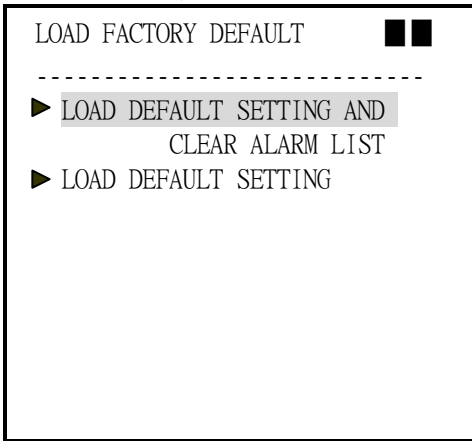 LOAD FACTORY DEFAULT
-----------------------------
LOAD DEFAULT SETTING AND
CLEAR ALARM LIST
LOAD DEFAULT SETTING